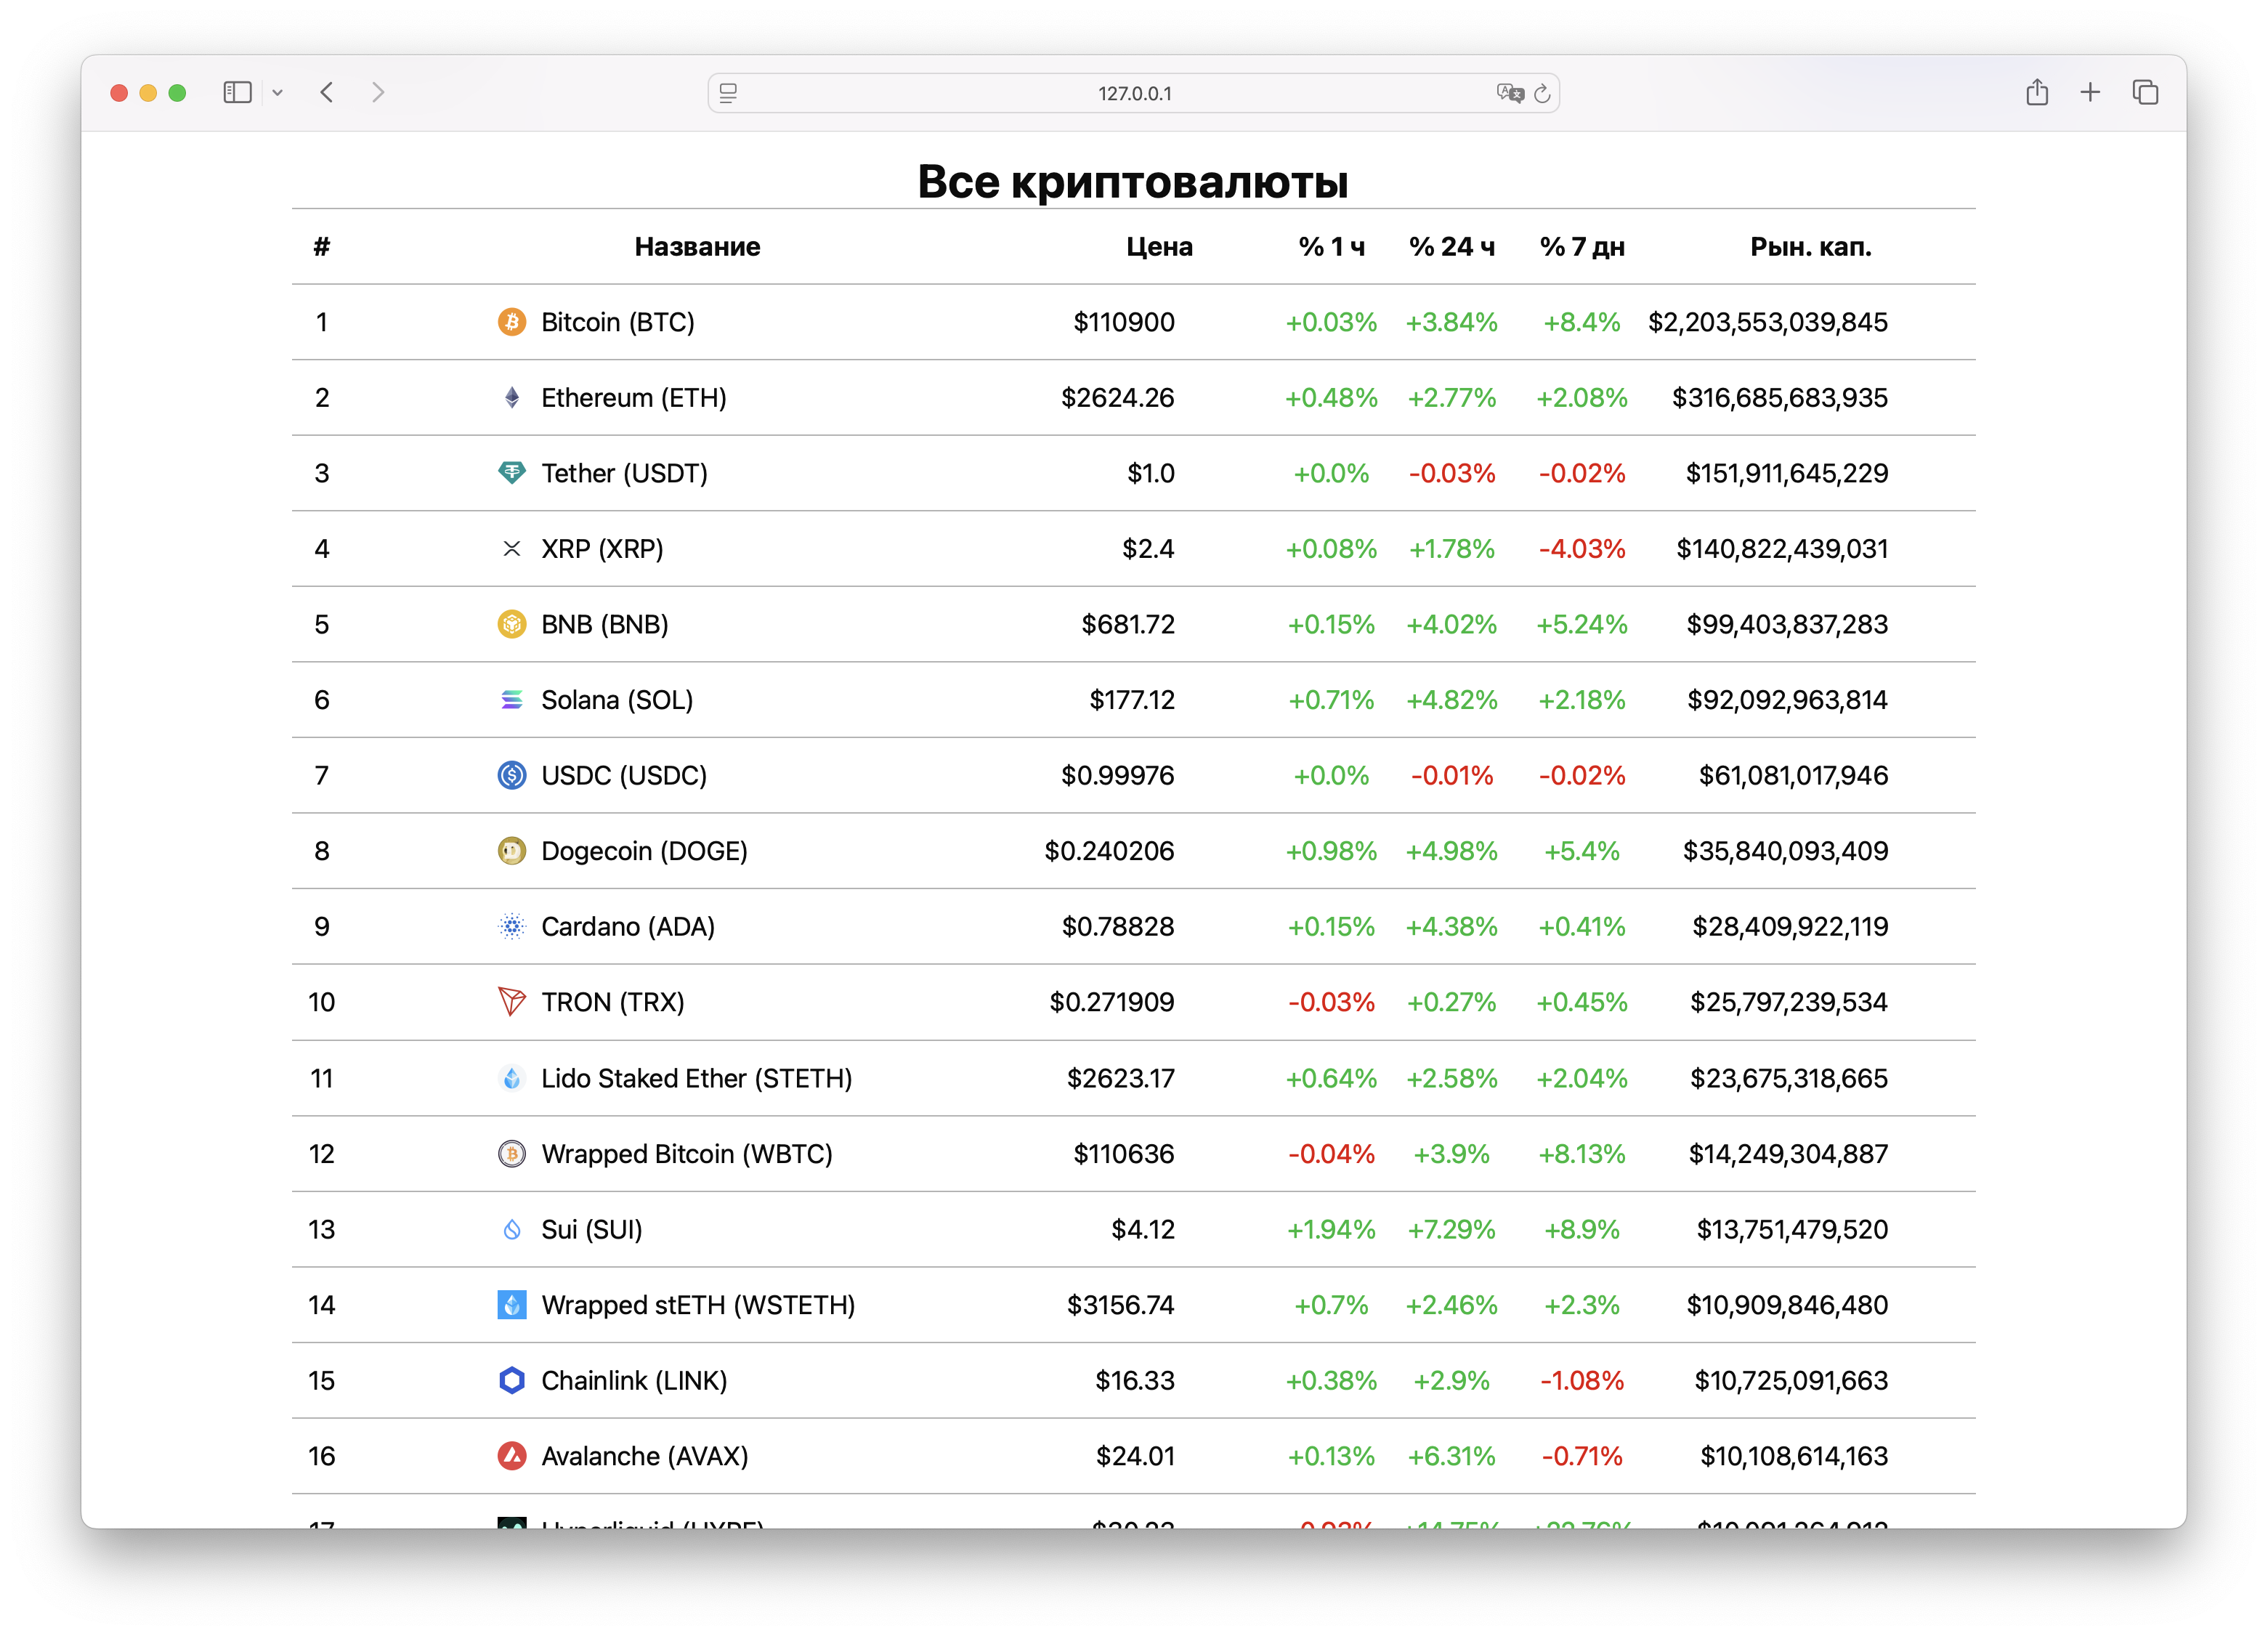 127.0.0.1
Все криптовалюты
# Название Цена % 1 ч % 24 ч % 7 дн Рын. кап.
1 Bitcoin (BTC) $110900 +0.03% +3.84% +8.4% $2,203,553,039,845
2 Ethereum (ETH) $2624.26 +0.48% +2.77% +2.08% $316,685,683,935
3 Tether (USDT) $1.0 +0.0% -0.03% -0.02% $151,911,645,229
4 XRP (XRP) $2.4 +0.08% +1.78% -4.03% $140,822,439,031
5 BNB (BNB) $681.72 +0.15% +4.02% +5.24% $99,403,837,283
6 Solana (SOL) $177.12 +0.71% +4.82% +2.18% $92,092,963,814
7 USDC (USDC) $0.99976 +0.0% -0.01% -0.02% $61,081,017,946
8 Dogecoin (DOGE) $0.240206 +0.98% +4.98% +5.4% $35,840,093,409
9 Cardano (ADA) $0.78828 +0.15% +4.38% +0.41% $28,409,922,119
10 TRON (TRX) $0.271909 -0.03% +0.27% +0.45% $25,797,239,534
11 Lido Staked Ether (STETH) $2623.17 +0.64% +2.58% +2.04% $23,675,318,665
12 Wrapped Bitcoin (WBTC) $110636 -0.04% +3.9% +8.13% $14,249,304,887
13 Sui (SUI) $4.12 +1.94% +7.29% +8.9% $13,751,479,520
14 Wrapped stETH (WSTETH) $3156.74 +0.7% +2.46% +2.3% $10,909,846,480
15 Chainlink (LINK) $16.33 +0.38% +2.9% -1.08% $10,725,091,663
16 Avalanche (AVAX) $24.01 +0.13% +6.31% -0.71% $10,108,614,163
17 Hyperliquid (HYPE)